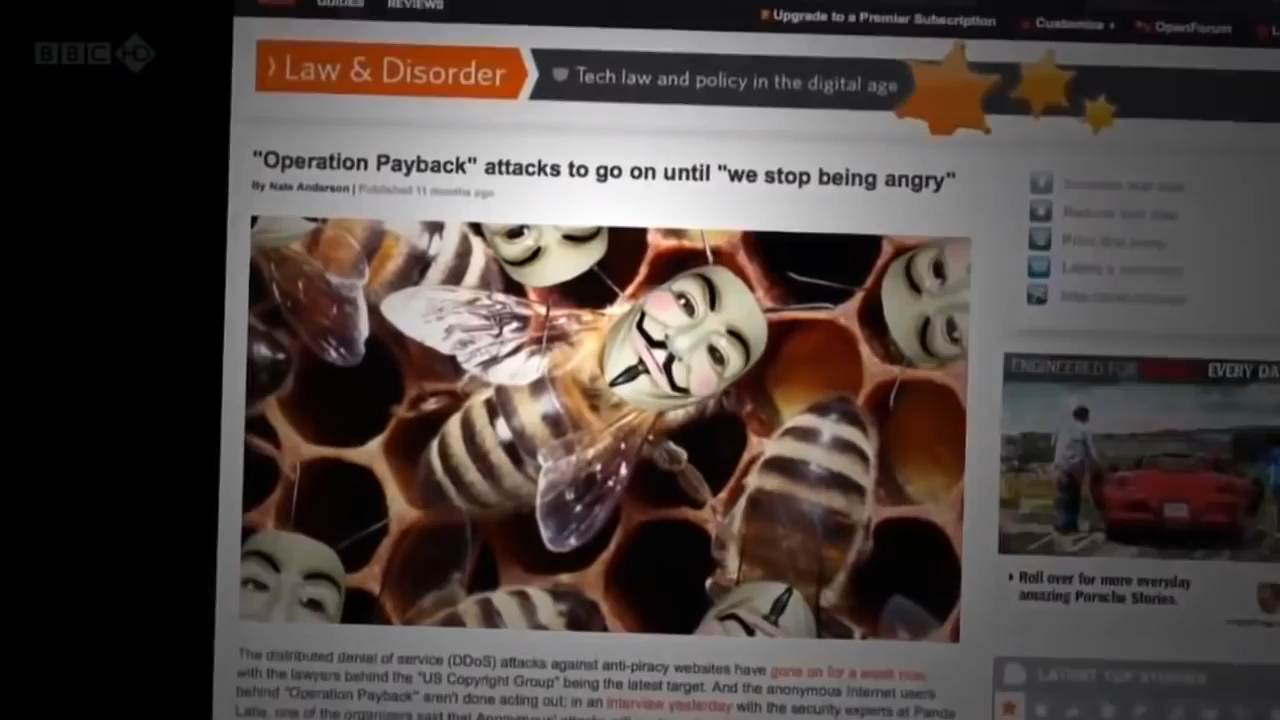 BBC HD
GUIDES REVIEWS
Upgrade to a Premier Subscription Customize OpenForum
Law & Disorder
Tech law and policy in the digital age
"Operation Payback" attacks to go on until "we stop being angry"
By Nate Anderson | Published 11 months ago
ENGINEERED FOR EVERY DA
Roll over for more everyday
amazing Porsche Stories.
The distributed denial of service (DDoS) attacks against anti-piracy websites have gone on for a week now,
with the lawyers behind the "US Copyright Group" being the latest target. And the anonymous Internet users
behind "Operation Payback" aren't done acting out; in an interview yesterday with the security experts at Panda
LATEST TOP STORIES